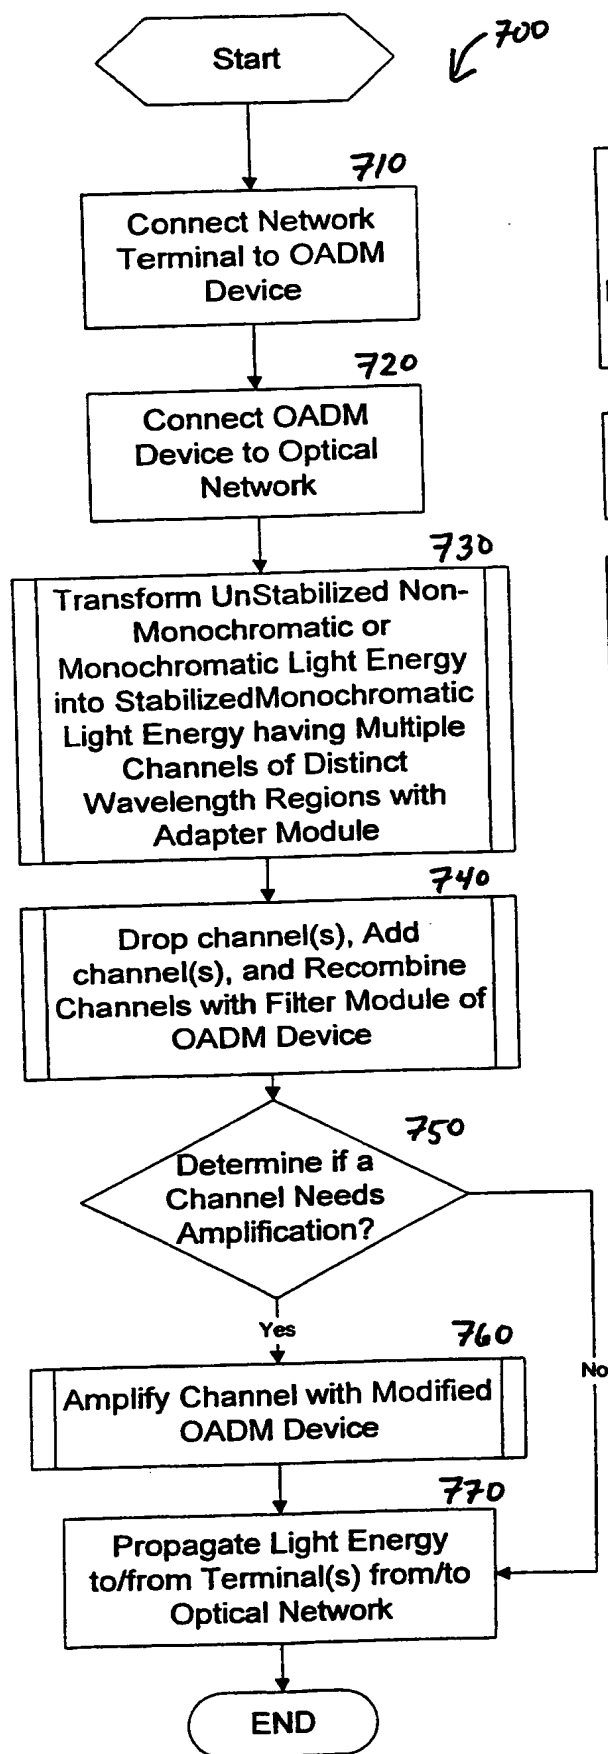 Start
700
710
Connect Network
Terminal to OADM
Device
720
Connect OADM
Device to Optical
Network
730
Transform UnStabilized Non-
Monochromatic or
Monochromatic Light Energy
into StabilizedMonochromatic
Light Energy having Multiple
Channels of Distinct
Wavelength Regions with
Adapter Module
740
Drop channel(s), Add
channel(s), and Recombine
Channels with Filter Module of
OADM Device
750
Determine if a
Channel Needs
Amplification?
Yes
No
760
Amplify Channel with Modified
OADM Device
770
Propagate Light Energy
to/from Terminal(s) from/to
Optical Network
END